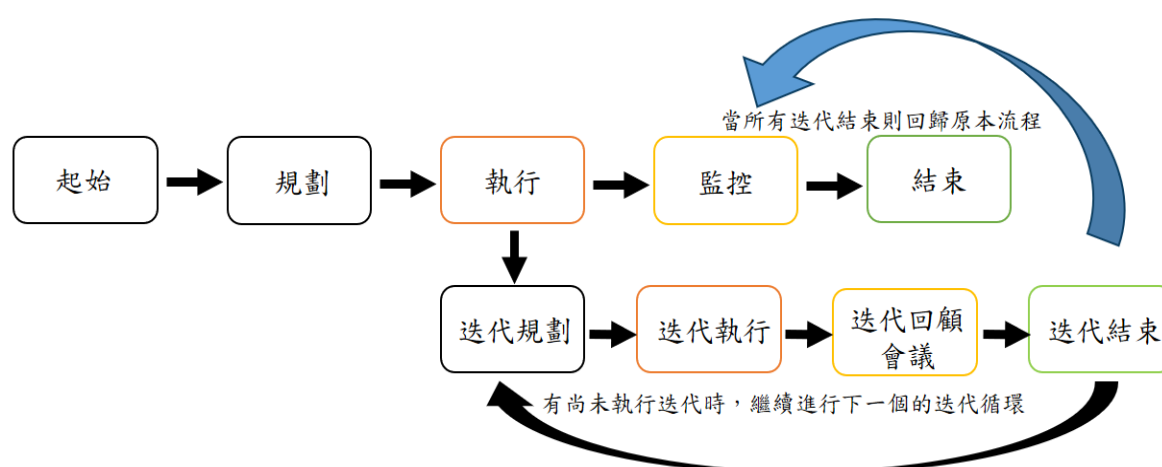 當所有迭代結束則回歸原本流程
起始
規劃
執行
監控
結束
迭代規劃
迭代執行
迭代回顧
會議
迭代結束
有尚未執行迭代時，繼續進行下一個的迭代循環